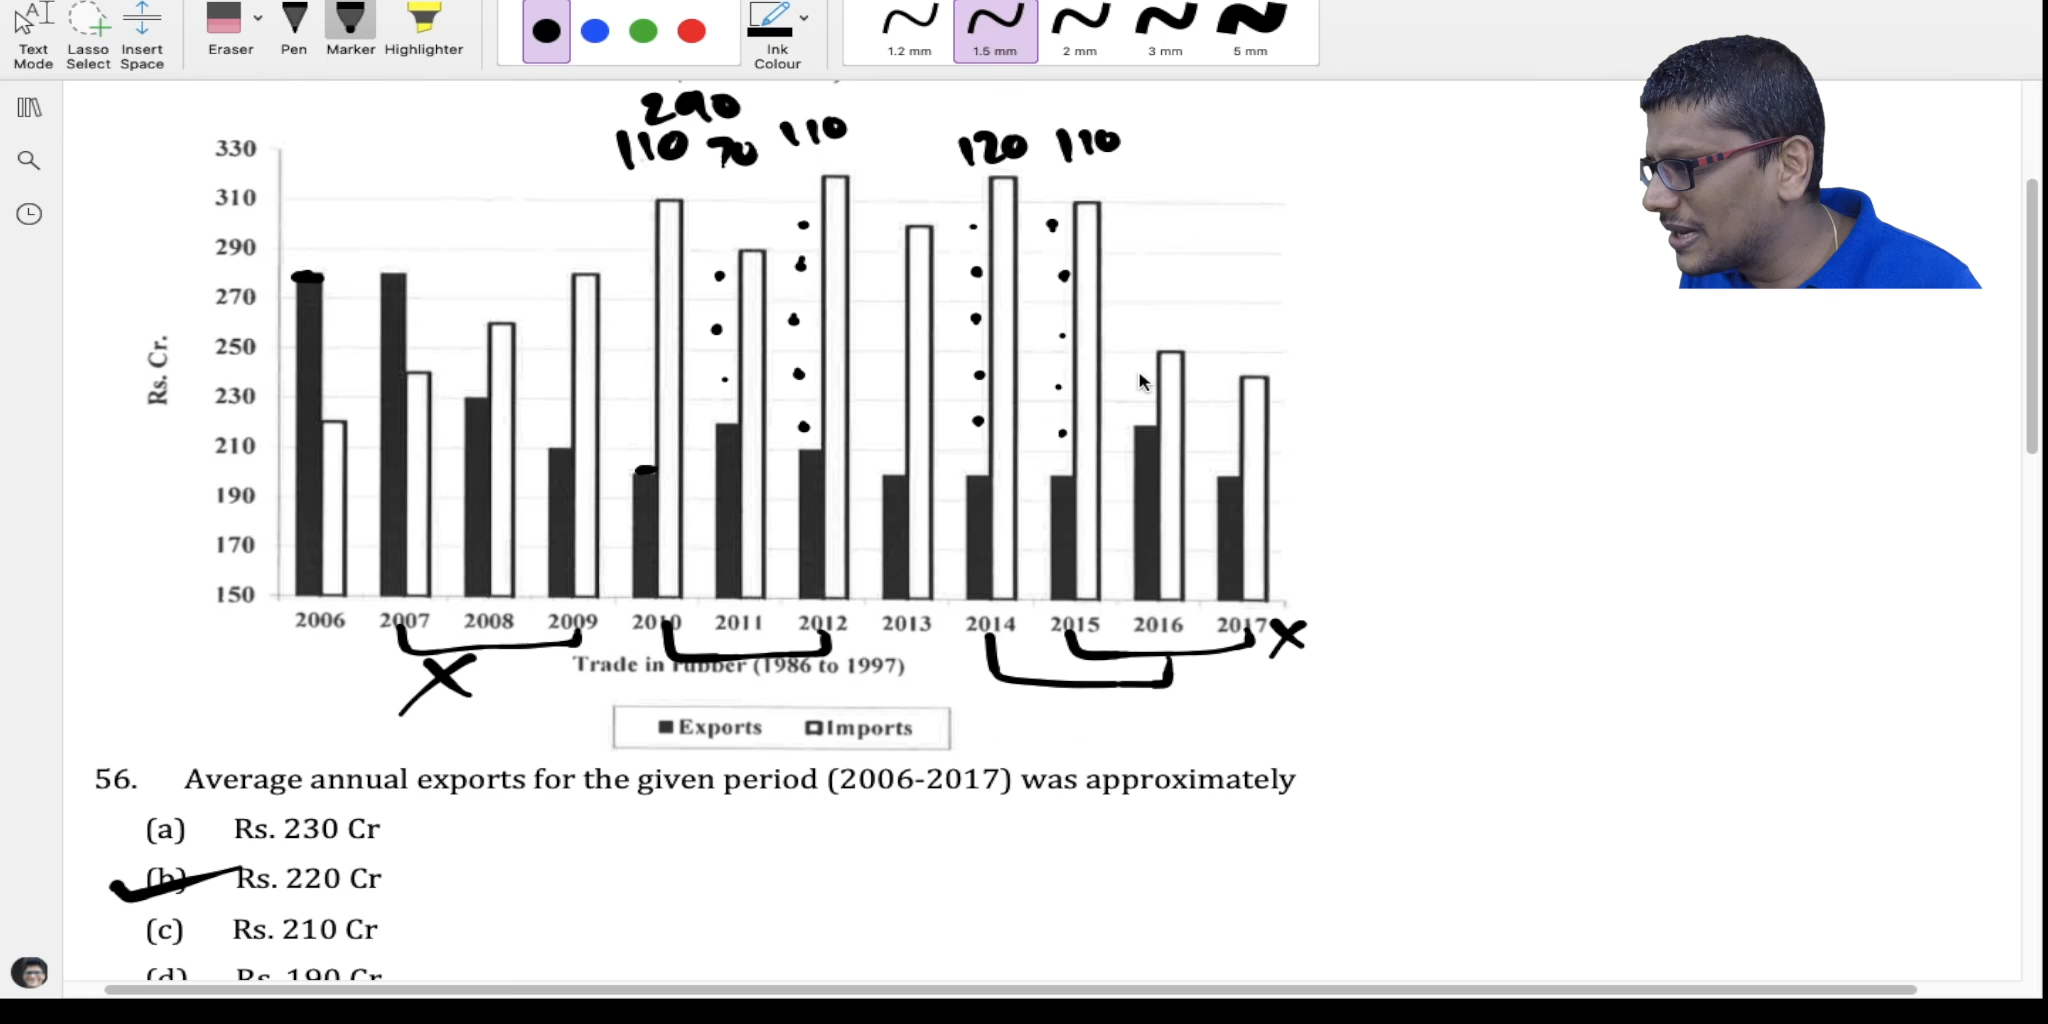 Text Mode
Lasso Select
Insert Space
Eraser
Pen
Marker
Highlighter
Ink Colour
1.2 mm
1.5 mm
2 mm
3 mm
5 mm
290
110 70 110 120 110
330
310
290
270
250
230
210
190
170
150
Rs. Cr.
2006 2007 2008 2009 2010 2011 2012 2013 2014 2015 2016 2017
Trade in rubber (1986 to 1997)
Exports Imports
56. Average annual exports for the given period (2006-2017) was approximately
(a) Rs. 230 Cr
(b) Rs. 220 Cr
(c) Rs. 210 Cr
(d) Rs. 190 Cr